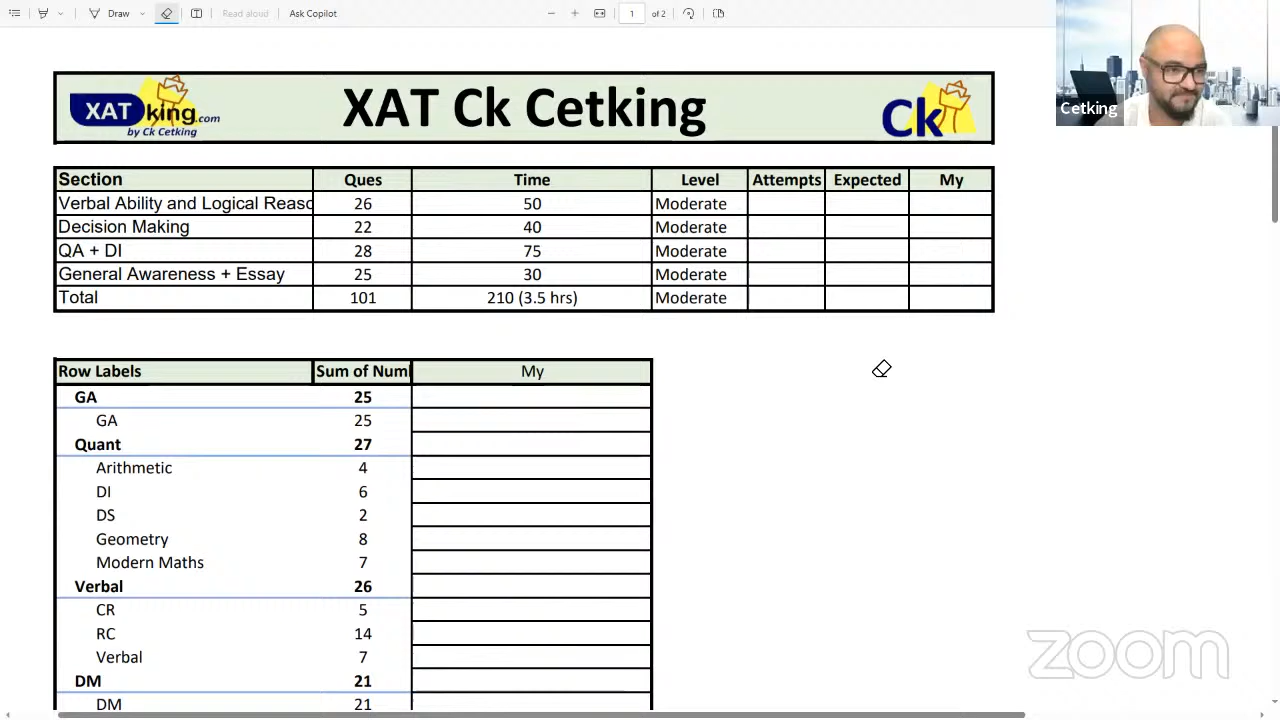 Draw Read aloud Ask Copilot 1 of 2
XAT king.com by Ck Cetking
XAT Ck Cetking
Ck
Cetking
Section Ques Time Level Attempts Expected My
Verbal Ability and Logical Reaso 26 50 Moderate
Decision Making 22 40 Moderate
QA + DI 28 75 Moderate
General Awareness + Essay 25 30 Moderate
Total 101 210 (3.5 hrs) Moderate
Row Labels Sum of Num My
GA 25
GA 25
Quant 27
Arithmetic 4
DI 6
DS 2
Geometry 8
Modern Maths 7
Verbal 26
CR 5
RC 14
Verbal 7
DM 21
DM 21
zoom